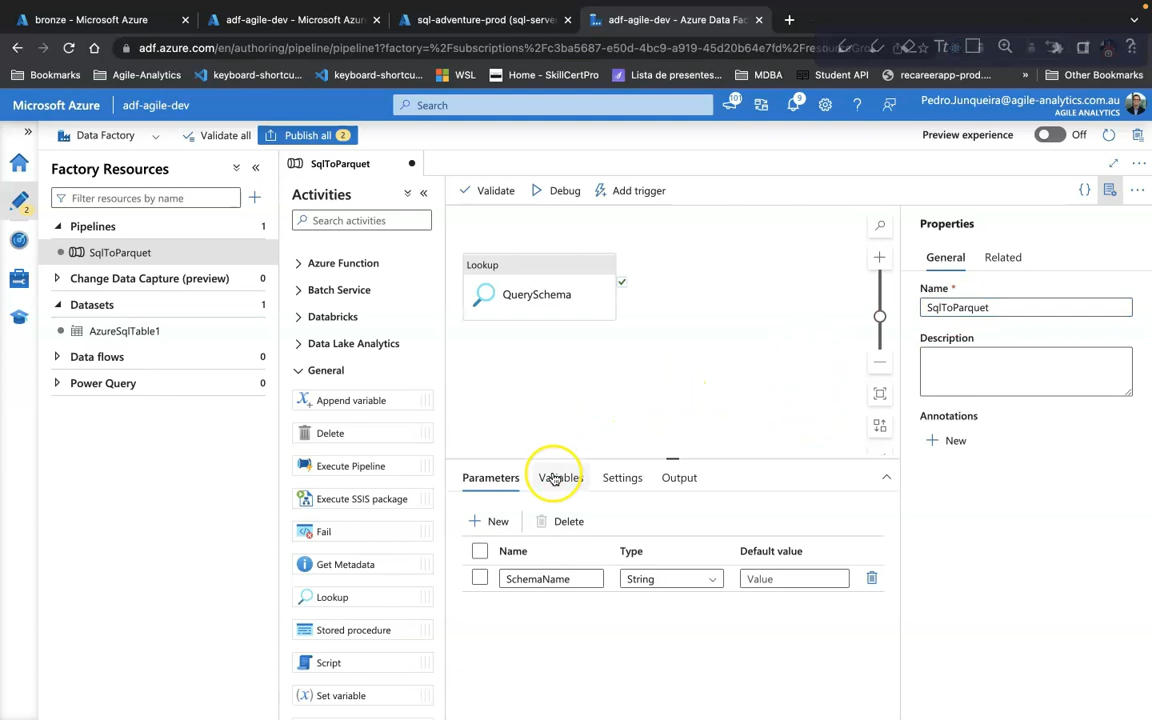 bronze - Microsoft Azure
adf-agile-dev - Microsoft Azu
sql-adventure-prod (sql-serve
adf-agile-dev - Azure Data Fac
adf.azure.com/en/authoring/pipeline/pipeline1?factory=%2Fsubscriptions%2Fc3ba5687-e50d-4bc9-a919-45d20b64e7fd%2Fre
Bookmarks
Agile-Analytics
keyboard-shortcu...
keyboard-shortcu...
WSL
Home - SkillCertPro
Lista de presentes...
MDBA
Student API
recareerapp-prod....
»
Other Bookmarks
Microsoft Azure
adf-agile-dev
Search
101
9
Pedro.Junqueira@agile-analytics.com.au
AGILE ANALYTICS
Data Factory
Validate all
Publish all
2
Preview experience
Off
Factory Resources
Filter resources by name
2
Pipelines
1
SqlToParquet
Change Data Capture (preview)
0
Datasets
1
AzureSqlTable1
Data flows
0
Power Query
0
SqlToParquet
Activities
Search activities
Azure Function
Batch Service
Databricks
Data Lake Analytics
General
Append variable
Delete
Execute Pipeline
Execute SSIS package
Fail
Get Metadata
Lookup
Stored procedure
Script
Set variable
Validate
Debug
Add trigger
Lookup
QuerySchema
Parameters
Variables
Settings
Output
New
Delete
Name
Type
Default value
SchemaName
String
Value
Properties
General
Related
Name *
SqlToParquet
Description
Annotations
New